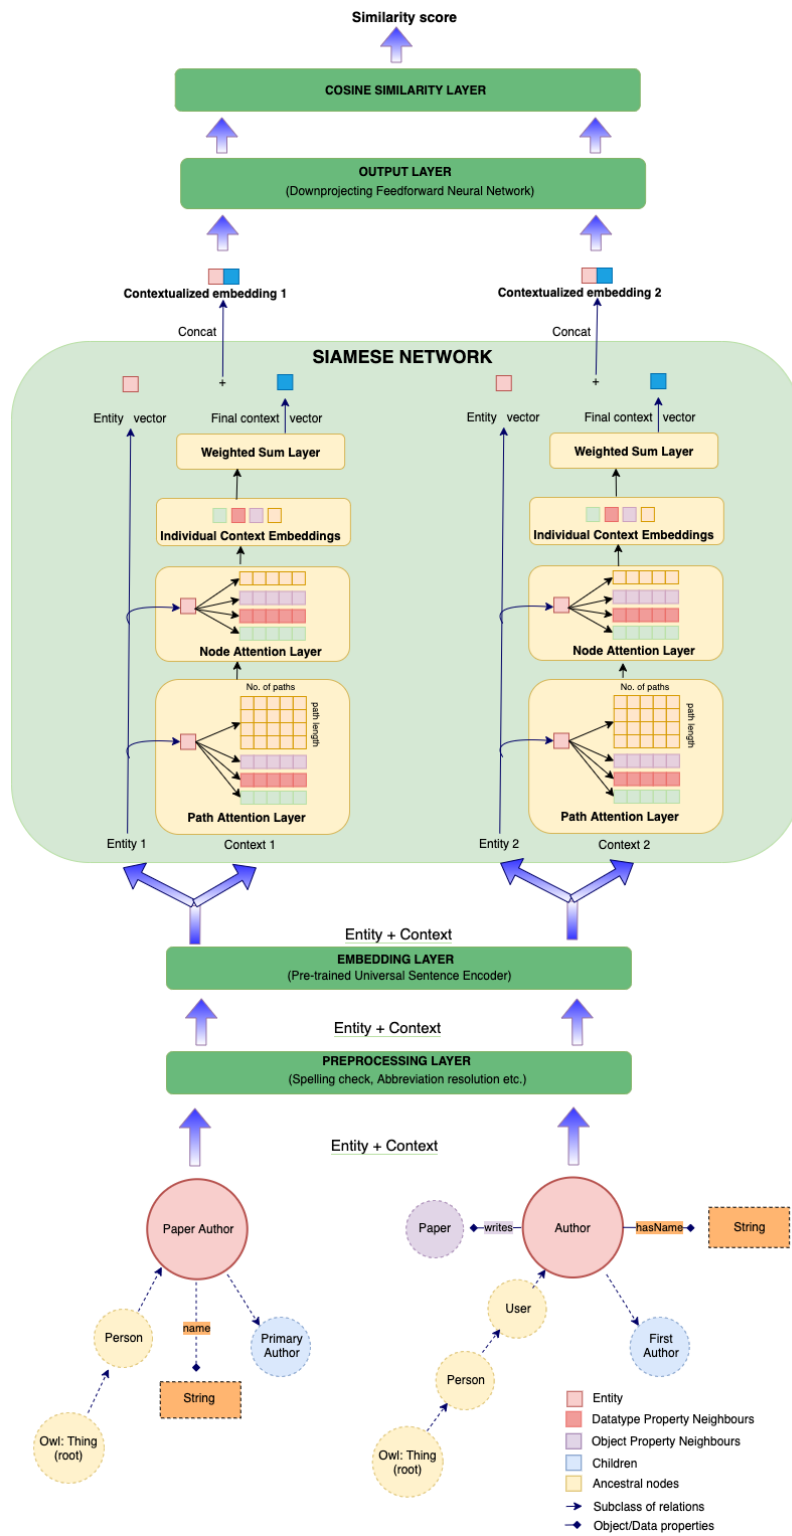 Similarity score
COSINE SIMILARITY LAYER
OUTPUT LAYER
(Downprojecting Feedforward Neural Network)
Contextualized embedding 1
Contextualized embedding 2
Concat
Concat
SIAMESE NETWORK
+
+
Entity vector
Final context vector
Entity vector
Final context vector
Weighted Sum Layer
Weighted Sum Layer
Individual Context Embeddings
Individual Context Embeddings
Node Attention Layer
Node Attention Layer
No. of paths
path length
No. of paths
path length
Path Attention Layer
Path Attention Layer
Entity 1
Context 1
Entity 2
Context 2
Entity + Context
EMBEDDING LAYER
(Pre-trained Universal Sentence Encoder)
Entity + Context
PREPROCESSING LAYER
(Spelling check, Abbreviation resolution etc.)
Entity + Context
Paper Author
Paper
writes
Author
hasName
String
Person
name
Primary
Author
String
Owl: Thing
(root)
User
First
Author
Person
Owl: Thing
(root)
Entity
Datatype Property Neighbours
Object Property Neighbours
Children
Ancestral nodes
Subclass of relations
Object/Data properties